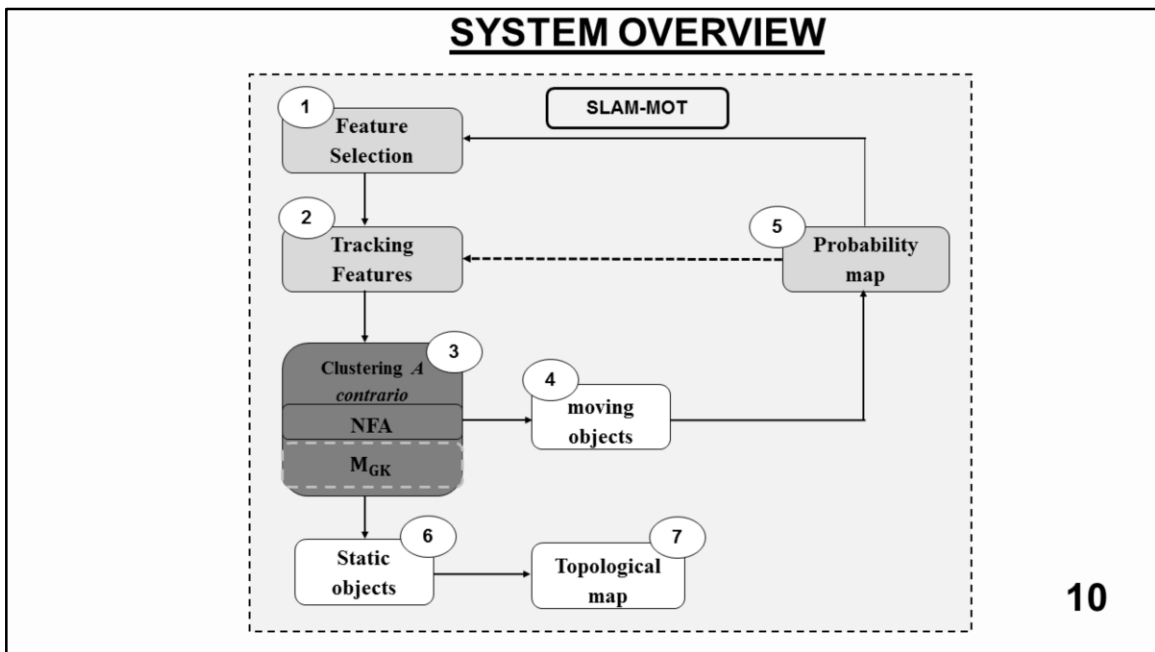 SYSTEM OVERVIEW
SLAM-MOT
1
Feature
Selection
2
Tracking
Features
5
Probability
map
3
Clustering A
contrario
NFA
M_GK
4
moving
objects
6
Static
objects
7
Topological
map
10